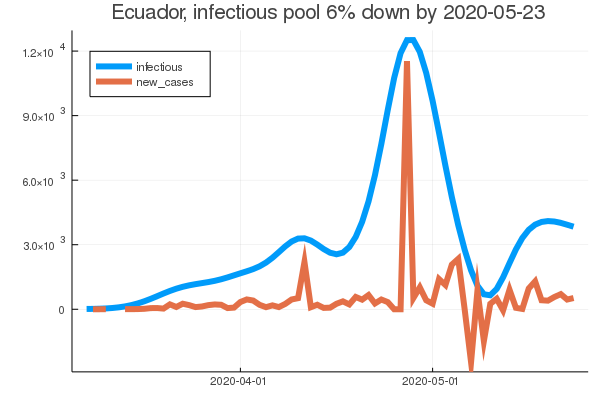 Ecuador, infectious pool 6% down by 2020-05-23
infectious
new_cases
1.2×10⁴
9.0×10³
6.0×10³
3.0×10³
0
2020-04-01 2020-05-01